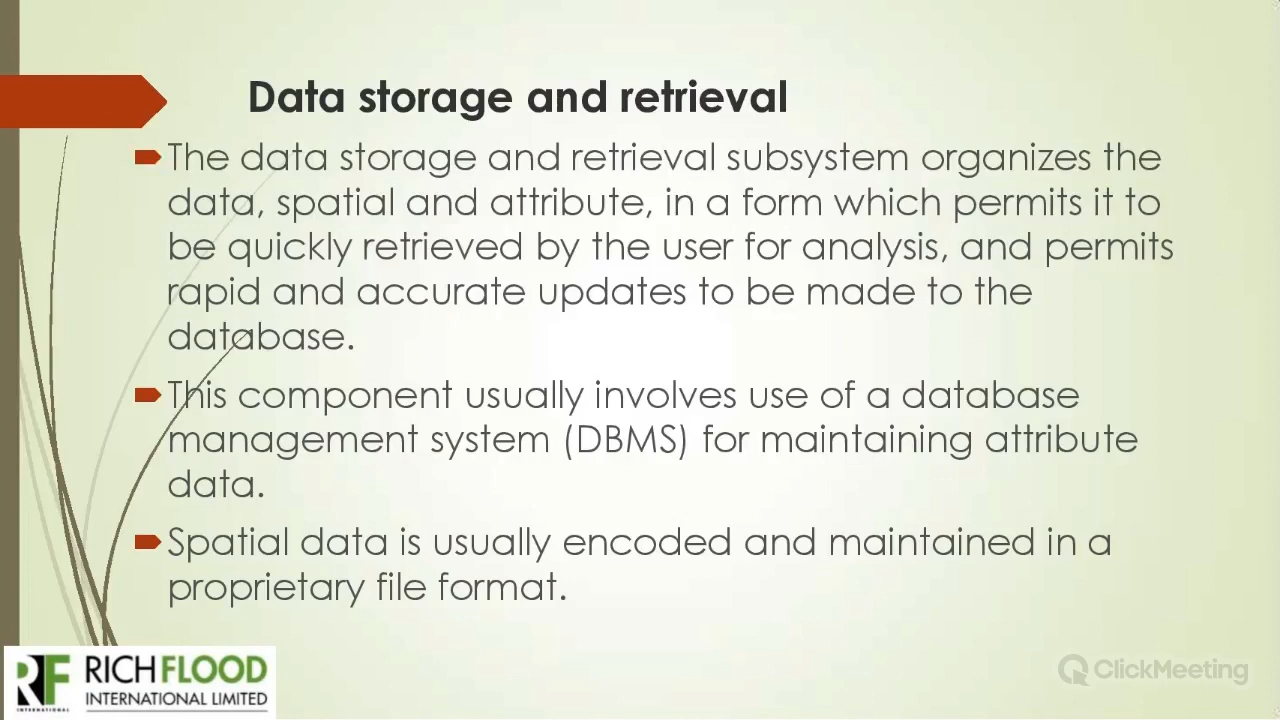 Data storage and retrieval
The data storage and retrieval subsystem organizes the
data, spatial and attribute, in a form which permits it to
be quickly retrieved by the user for analysis, and permits
rapid and accurate updates to be made to the
database.
This component usually involves use of a database
management system (DBMS) for maintaining attribute
data.
Spatial data is usually encoded and maintained in a
proprietary file format.
RF
INTERNATIONAL
RICHFLOOD
INTERNATIONAL LIMITED
ClickMeeting